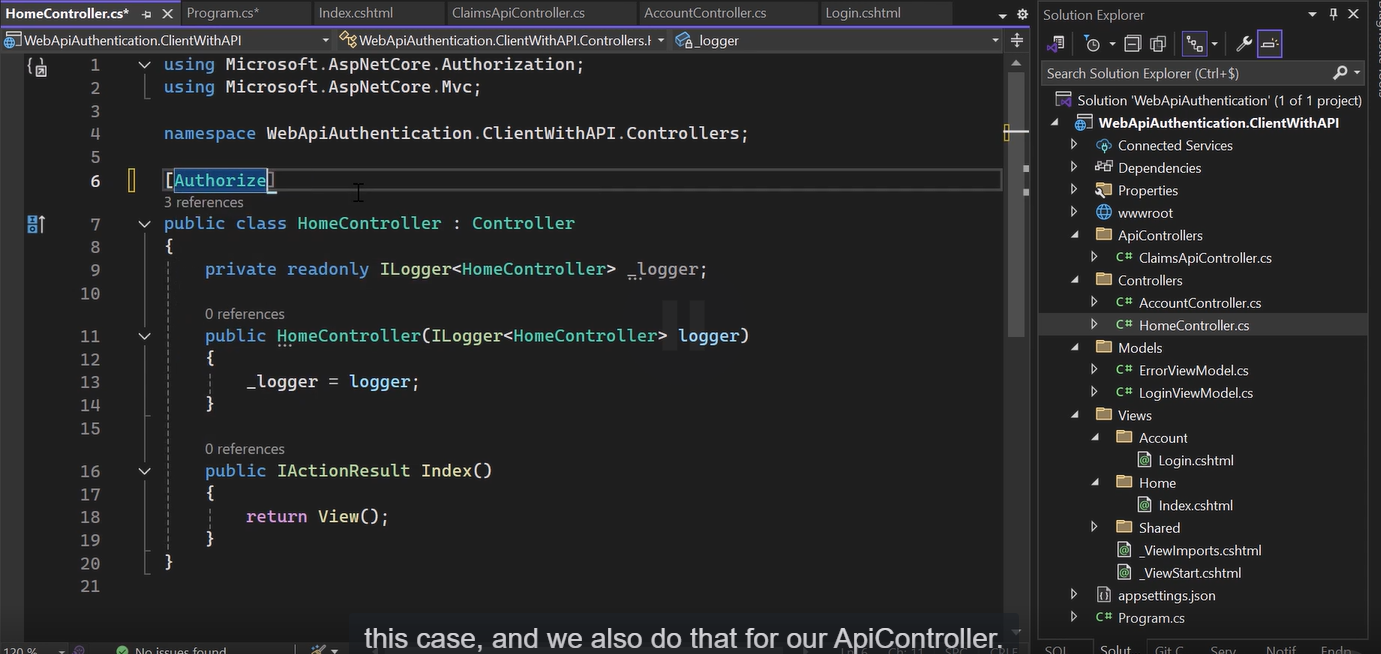 HomeController.cs* Program.cs* Index.cshtml ClaimsApiController.cs AccountController.cs Login.cshtml
WebApiAuthentication.ClientWithAPI WebApiAuthentication.ClientWithAPI.Controllers.H _logger
1 using Microsoft.AspNetCore.Authorization;
2 using Microsoft.AspNetCore.Mvc;
3
4 namespace WebApiAuthentication.ClientWithAPI.Controllers;
5
6 [Authorize]
3 references
7 public class HomeController : Controller
8 {
9 private readonly ILogger<HomeController> _logger;
10
0 references
11 public HomeController(ILogger<HomeController> logger)
12 {
13 _logger = logger;
14 }
15
0 references
16 public IActionResult Index()
17 {
18 return View();
19 }
20 }
21
this case, and we also do that for our ApiController.
120 % No issues found
Solution Explorer
Search Solution Explorer (Ctrl+$)
Solution 'WebApiAuthentication' (1 of 1 project)
WebApiAuthentication.ClientWithAPI
Connected Services
Dependencies
Properties
wwwroot
ApiControllers
C# ClaimsApiController.cs
Controllers
C# AccountController.cs
C# HomeController.cs
Models
C# ErrorViewModel.cs
C# LoginViewModel.cs
Views
Account
Login.cshtml
Home
Index.cshtml
Shared
_ViewImports.cshtml
_ViewStart.cshtml
appsettings.json
C# Program.cs
SQL Solut Git C Serv Notif Endp